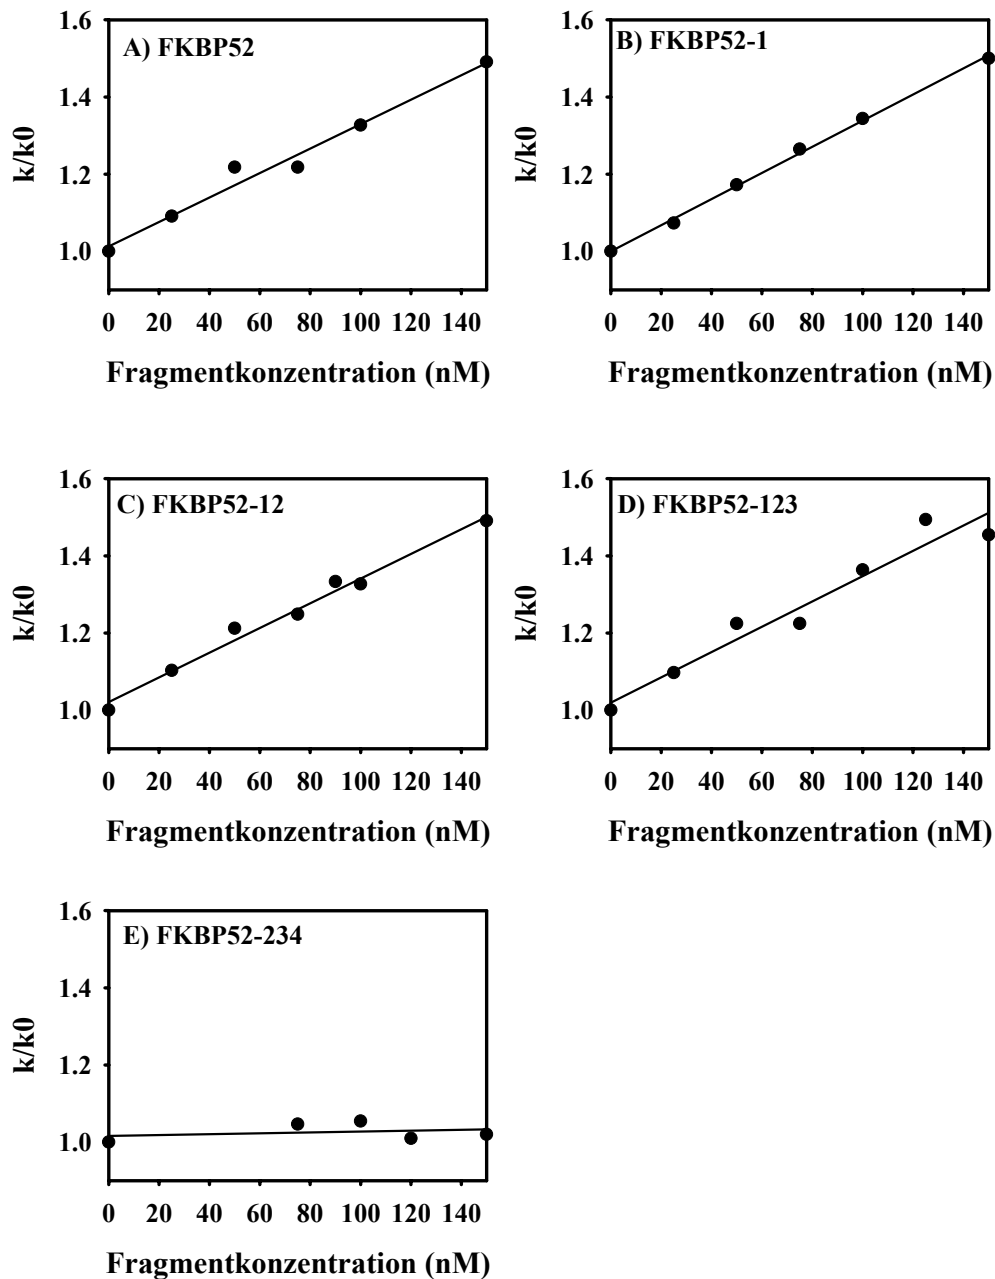 1.6
1.4
1.2
1.0
k/k0
A) FKBP52
0 20 40 60 80 100 120 140
Fragmentkonzentration (nM)
1.6
1.4
1.2
1.0
k/k0
B) FKBP52-1
0 20 40 60 80 100 120 140
Fragmentkonzentration (nM)
1.6
1.4
1.2
1.0
k/k0
C) FKBP52-12
0 20 40 60 80 100 120 140
Fragmentkonzentration (nM)
1.6
1.4
1.2
1.0
k/k0
D) FKBP52-123
0 20 40 60 80 100 120 140
Fragmentkonzentration (nM)
1.6
1.4
1.2
1.0
k/k0
E) FKBP52-234
0 20 40 60 80 100 120 140
Fragmentkonzentration (nM)